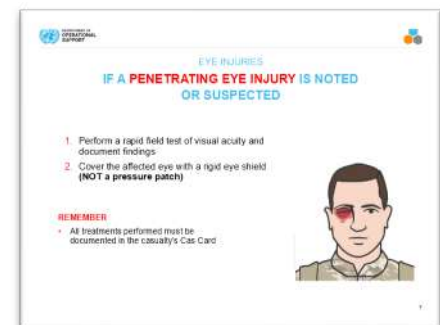 DEPARTMENT OF
OPERATIONAL
SUPPORT
EYE INJURIES
IF A PENETRATING EYE INJURY IS NOTED
OR SUSPECTED
1. Perform a rapid field test of visual acuity and
document findings
2. Cover the affected eye with a rigid eye shield
(NOT a pressure patch)
REMEMBER
• All treatments performed must be
documented in the casualty's Cas Card